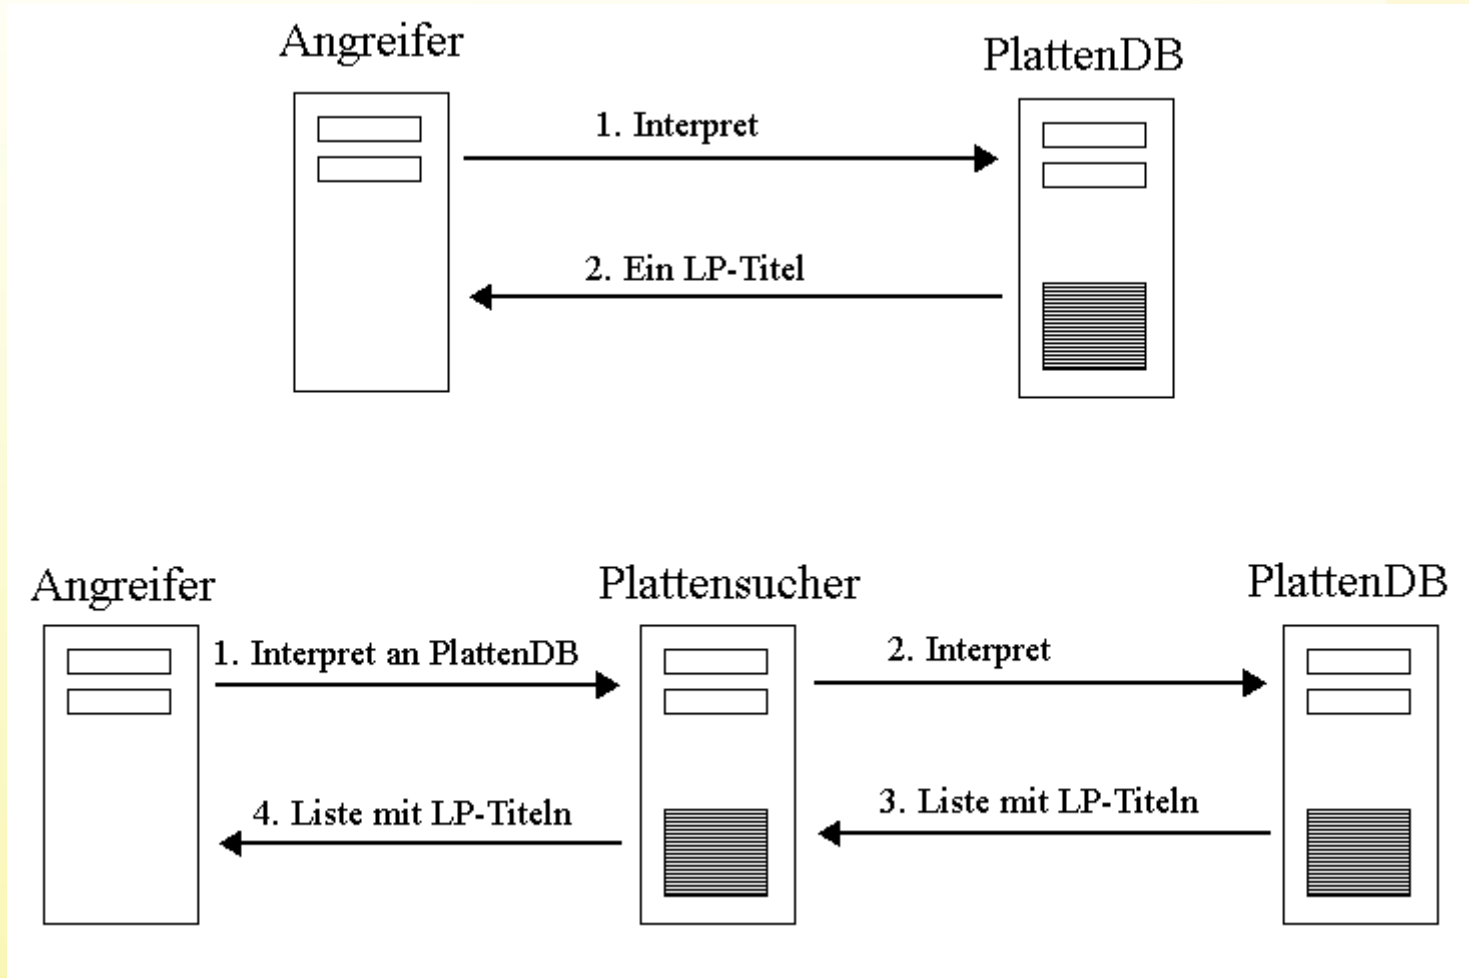 Angreifer
PlattenDB
1. Interpret
2. Ein LP-Titel
Angreifer
Plattensucher
PlattenDB
1. Interpret an PlattenDB
2. Interpret
4. Liste mit LP-Titeln
3. Liste mit LP-Titeln